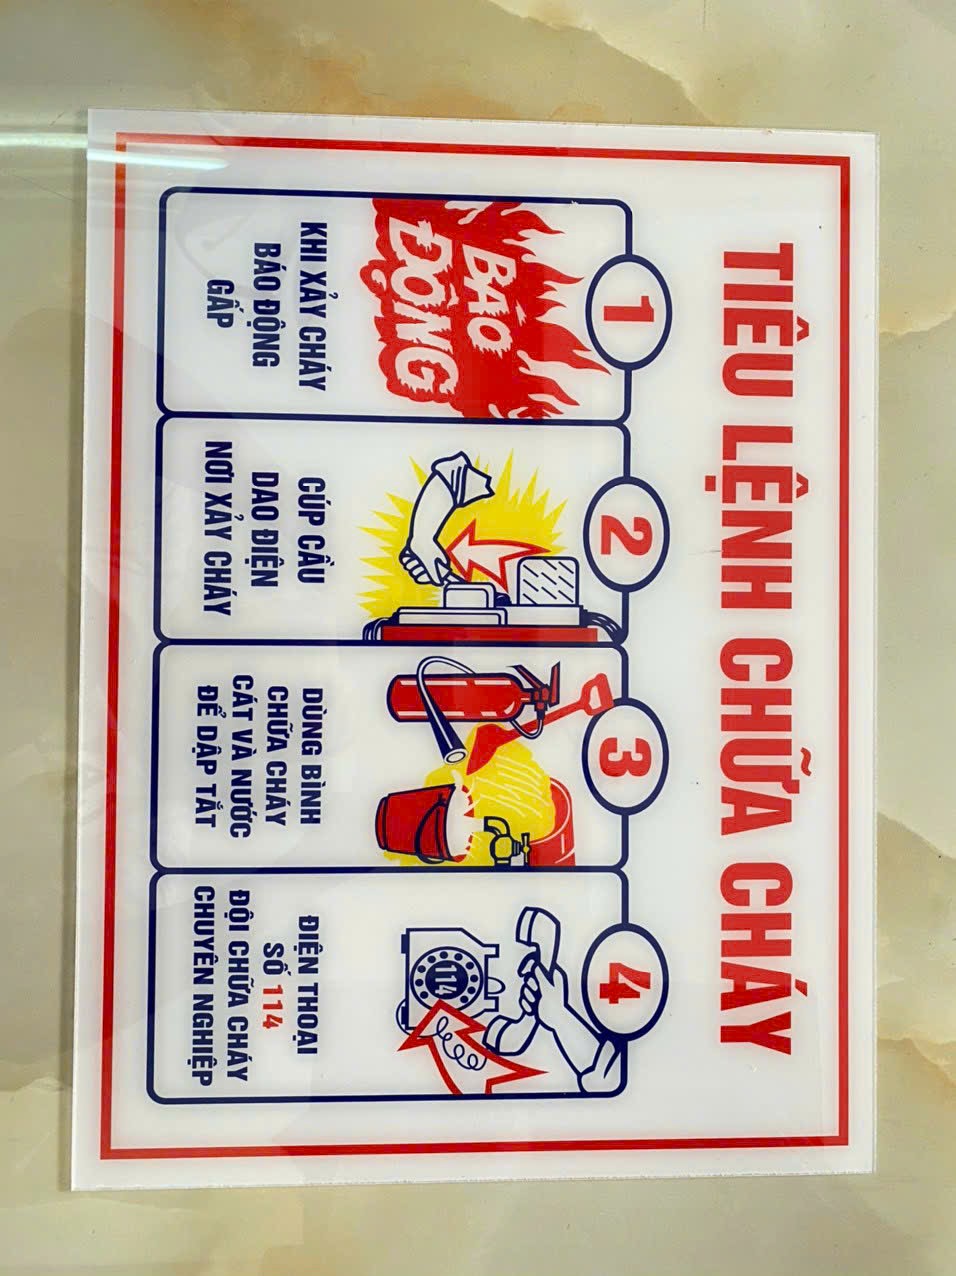 TIÊU LỆNH CHỮA CHÁY
1
BÁO
ĐỘNG
KHI XẢY CHÁY
BÁO ĐỘNG
GẤP
2
CÚP CẦU
DAO ĐIỆN
NƠI XẢY CHÁY
3
DÙNG BÌNH
CHỮA CHÁY
CÁT VÀ NƯỚC
ĐỂ DẬP TẮT
4
114
ĐIỆN THOẠI
SỐ 114
ĐỘI CHỮA CHÁY
CHUYÊN NGHIỆP